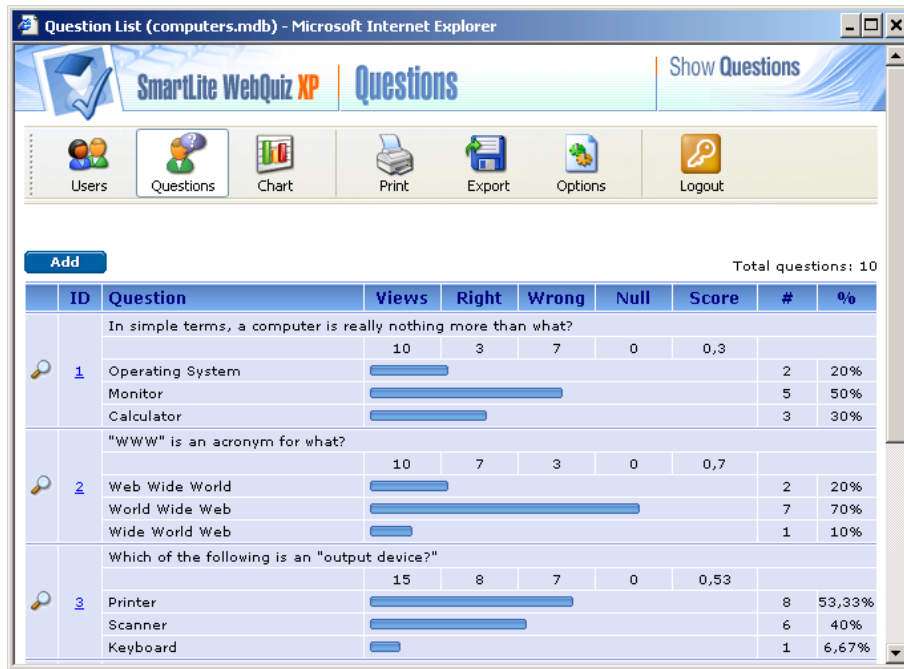 Question List (computers.mdb) - Microsoft Internet Explorer
SmartLite WebQuiz XP Questions Show Questions
Users Questions Chart Print Export Options Logout
Add
Total questions: 10
ID Question Views Right Wrong Null Score # %
In simple terms, a computer is really nothing more than what?
10 3 7 0 0,3
1 Operating System 2 20%
Monitor 5 50%
Calculator 3 30%
"WWW" is an acronym for what?
10 7 3 0 0,7
2 Web Wide World 2 20%
World Wide Web 7 70%
Wide World Web 1 10%
Which of the following is an "output device?"
15 8 7 0 0,53
3 Printer 8 53,33%
Scanner 6 40%
Keyboard 1 6,67%